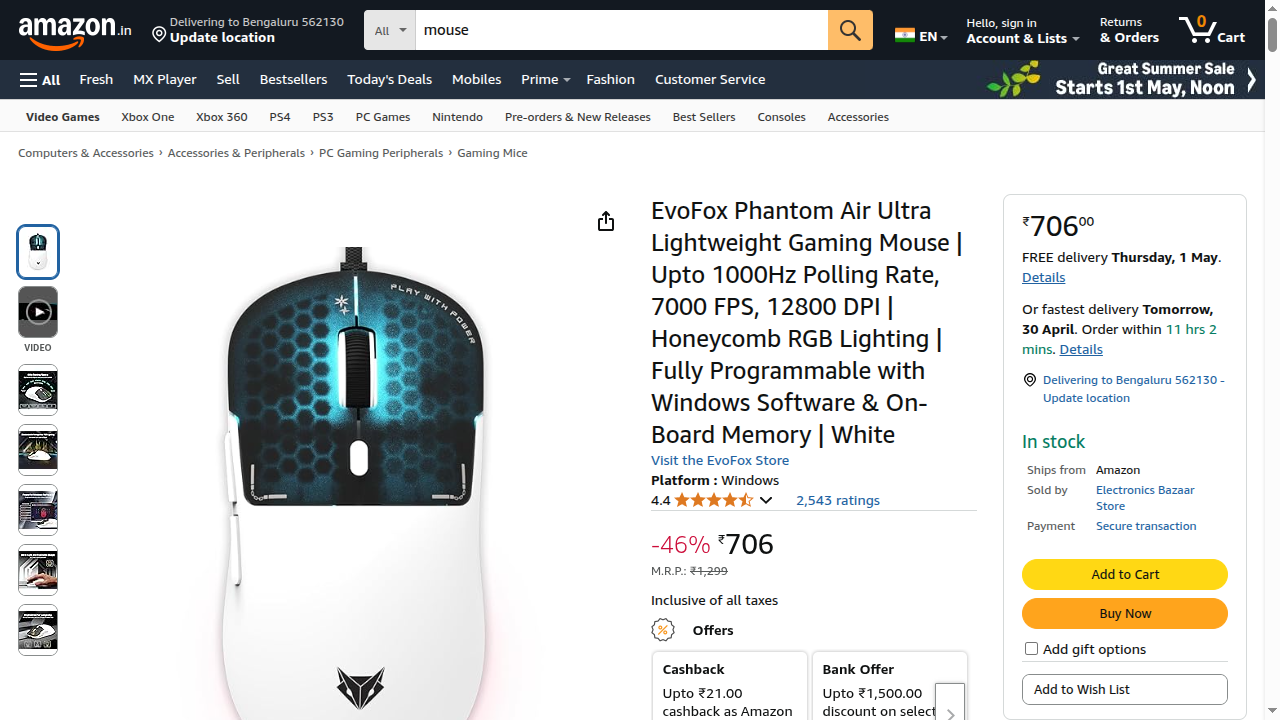 amazon.in
Delivering to Bengaluru 562130
Update location
All
mouse
EN
Hello, sign in
Account & Lists
Returns
& Orders
0
Cart
All
Fresh
MX Player
Sell
Bestsellers
Today's Deals
Mobiles
Prime
Fashion
Customer Service
Great Summer Sale
Starts 1st May, Noon
Video Games
Xbox One
Xbox 360
PS4
PS3
PC Games
Nintendo
Pre-orders & New Releases
Best Sellers
Consoles
Accessories
Computers & Accessories › Accessories & Peripherals › PC Gaming Peripherals › Gaming Mice
VIDEO
PLAY WITH POWER
EvoFox Phantom Air Ultra
Lightweight Gaming Mouse |
Upto 1000Hz Polling Rate,
7000 FPS, 12800 DPI |
Honeycomb RGB Lighting |
Fully Programmable with
Windows Software & On-
Board Memory | White
Visit the EvoFox Store
Platform : Windows
4.4
2,543 ratings
-46% ₹706
M.R.P.: ₹1,299
Inclusive of all taxes
% Offers
Cashback
Upto ₹21.00
cashback as Amazon
Bank Offer
Upto ₹1,500.00
discount on select
₹70600
FREE delivery Thursday, 1 May.
Details
Or fastest delivery Tomorrow,
30 April. Order within 11 hrs 2
mins. Details
Delivering to Bengaluru 562130 -
Update location
In stock
Ships from Amazon
Sold by Electronics Bazaar
Store
Payment Secure transaction
Add to Cart
Buy Now
Add gift options
Add to Wish List